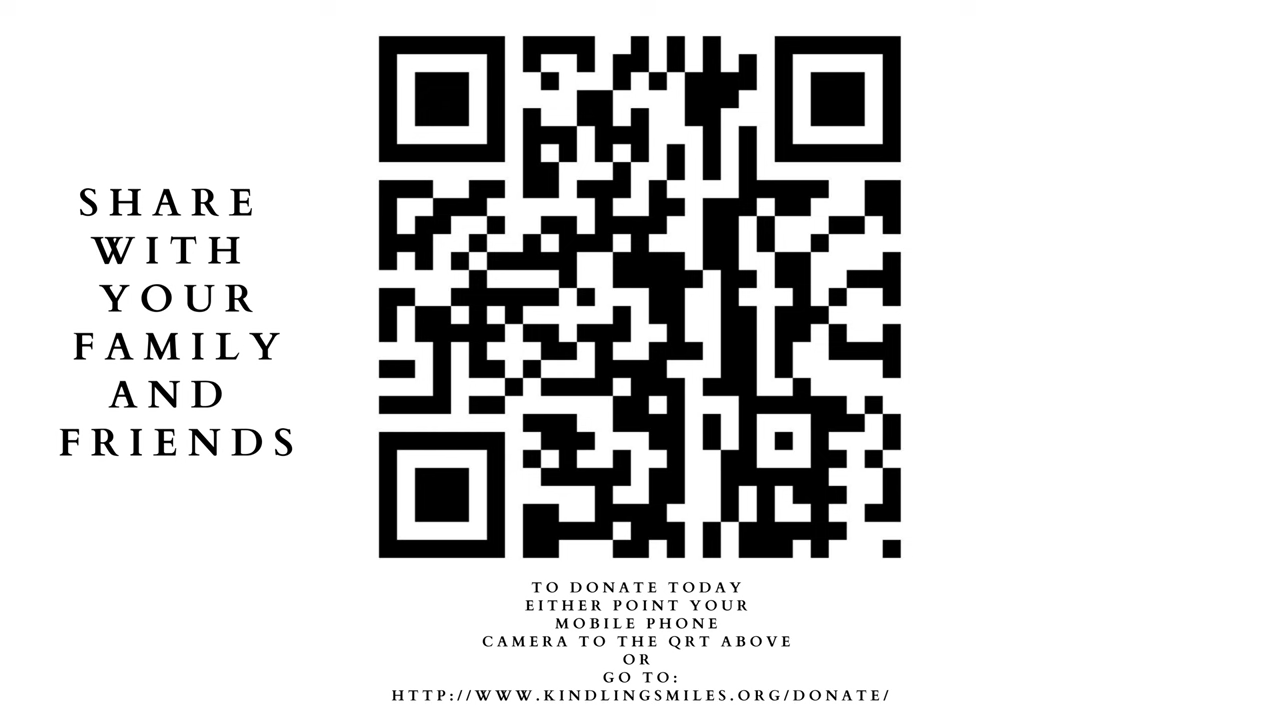 SHARE
WITH
YOUR
FAMILY
AND
FRIENDS
TO DONATE TODAY
EITHER POINT YOUR
MOBILE PHONE
CAMERA TO THE QRT ABOVE
OR
GO TO:
HTTP://WWW.KINDLINGSMILES.ORG/DONATE/